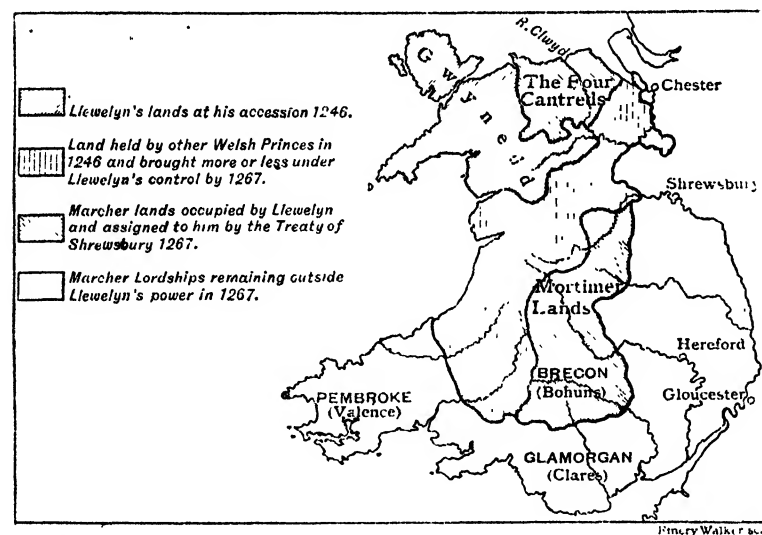 Llewelyn's lands at his accession 1246.
Land held by other Welsh Princes in
1246 and brought more or less under
Llewelyn's control by 1267.
Marcher lands occupied by Llewelyn
and assigned to him by the Treaty of
Shrewsbury 1267.
Marcher Lordships remaining outside
Llewelyn's power in 1267.
Gwynedd
R. Clwyd
The Four
Cantreds
Chester
Shrewsbury
Mortimer
Lands
Hereford
BRECON
(Bohuns)
Gloucester
PEMBROKE
(Valence)
GLAMORGAN
(Clares)
Emery Walker sc.